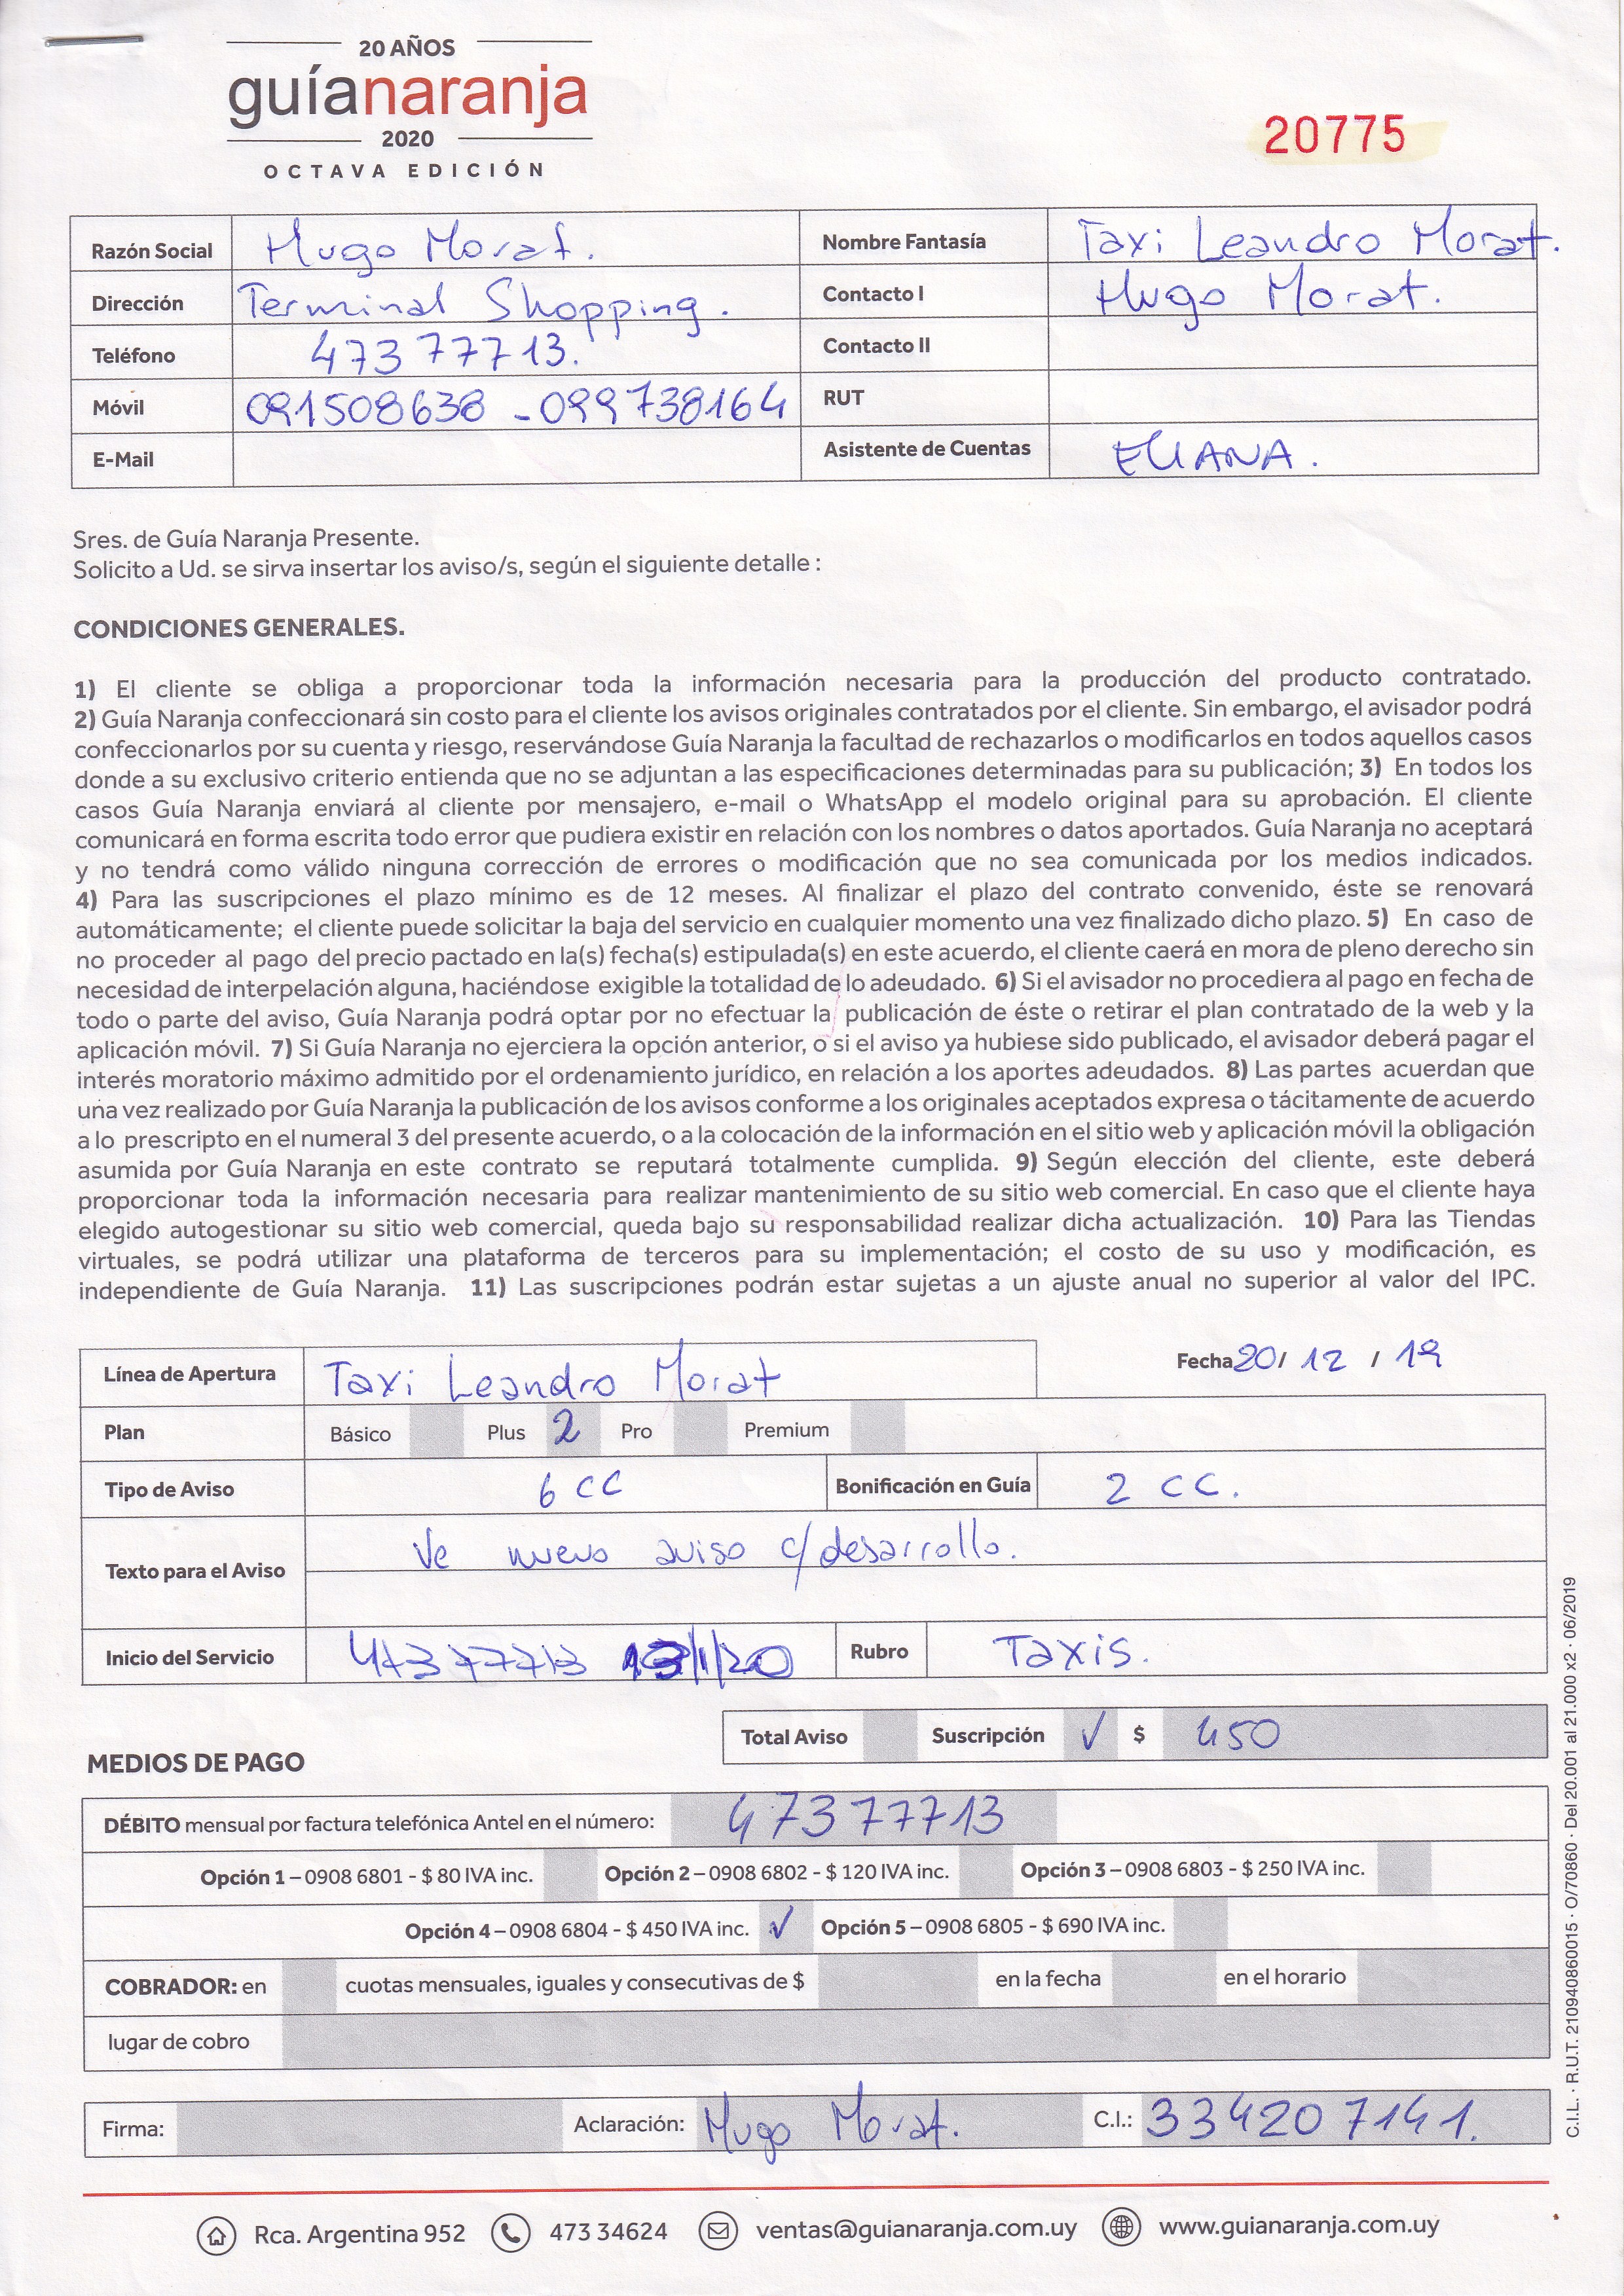 20 AÑOS
guíanaranja
2020
OCTAVA EDICIÓN
20775
Razón Social Hugo Morat. Nombre Fantasía Taxi Leandro Morat.
Dirección Terminal Shopping. Contacto I Hugo Morat.
Teléfono 473 77713. Contacto II
Móvil 091508638 - 099738164 RUT
E-Mail Asistente de Cuentas ELIANA.
Sres. de Guía Naranja Presente.
Solicito a Ud. se sirva insertar los aviso/s, según el siguiente detalle :
CONDICIONES GENERALES.
1) El cliente se obliga a proporcionar toda la información necesaria para la producción del producto contratado.
2) Guía Naranja confeccionará sin costo para el cliente los avisos originales contratados por el cliente. Sin embargo, el avisador podrá
confeccionarlos por su cuenta y riesgo, reservándose Guía Naranja la facultad de rechazarlos o modificarlos en todos aquellos casos
donde a su exclusivo criterio entienda que no se adjuntan a las especificaciones determinadas para su publicación; 3) En todos los
casos Guía Naranja enviará al cliente por mensajero, e-mail o WhatsApp el modelo original para su aprobación. El cliente
comunicará en forma escrita todo error que pudiera existir en relación con los nombres o datos aportados. Guía Naranja no aceptará
y no tendrá como válido ninguna corrección de errores o modificación que no sea comunicada por los medios indicados.
4) Para las suscripciones el plazo mínimo es de 12 meses. Al finalizar el plazo del contrato convenido, éste se renovará
automáticamente; el cliente puede solicitar la baja del servicio en cualquier momento una vez finalizado dicho plazo. 5) En caso de
no proceder al pago del precio pactado en la(s) fecha(s) estipulada(s) en este acuerdo, el cliente caerá en mora de pleno derecho sin
necesidad de interpelación alguna, haciéndose exigible la totalidad de lo adeudado. 6) Si el avisador no procediera al pago en fecha de
todo o parte del aviso, Guía Naranja podrá optar por no efectuar la publicación de éste o retirar el plan contratado de la web y la
aplicación móvil. 7) Si Guía Naranja no ejerciera la opción anterior, o si el aviso ya hubiese sido publicado, el avisador deberá pagar el
interés moratorio máximo admitido por el ordenamiento jurídico, en relación a los aportes adeudados. 8) Las partes acuerdan que
una vez realizado por Guía Naranja la publicación de los avisos conforme a los originales aceptados expresa o tácitamente de acuerdo
a lo prescripto en el numeral 3 del presente acuerdo, o a la colocación de la información en el sitio web y aplicación móvil la obligación
asumida por Guía Naranja en este contrato se reputará totalmente cumplida. 9) Según elección del cliente, este deberá
proporcionar toda la información necesaria para realizar mantenimiento de su sitio web comercial. En caso que el cliente haya
elegido autogestionar su sitio web comercial, queda bajo su responsabilidad realizar dicha actualización. 10) Para las Tiendas
virtuales, se podrá utilizar una plataforma de terceros para su implementación; el costo de su uso y modificación, es
independiente de Guía Naranja. 11) Las suscripciones podrán estar sujetas a un ajuste anual no superior al valor del IPC.
Línea de Apertura Taxi Leandro Morat Fecha 20/ 12 / 19
Plan Básico Plus 2 Pro Premium
Tipo de Aviso 6 CC Bonificación en Guía 2 CC.
Texto para el Aviso Ve nuevo aviso c/desarrollo.
Inicio del Servicio 47377713 /1/20 Rubro Taxis.
Total Aviso Suscripción ✓ $ 450
MEDIOS DE PAGO
DÉBITO mensual por factura telefónica Antel en el número: 47377713
Opción 1 – 0908 6801 - $ 80 IVA inc. Opción 2 – 0908 6802 - $ 120 IVA inc. Opción 3 – 0908 6803 - $ 250 IVA inc.
Opción 4 – 0908 6804 - $ 450 IVA inc. ✓ Opción 5 – 0908 6805 - $ 690 IVA inc.
COBRADOR: en cuotas mensuales, iguales y consecutivas de $ en la fecha en el horario
lugar de cobro
Firma: Aclaración: Hugo Morat. C.I.: 334207141.
Rca. Argentina 952 473 34624 ventas@guianaranja.com.uy www.guianaranja.com.uy
C.I.L. · R.U.T. 210940860015 · O/70860 · Del 20.001 al 21.000 x2 · 06/2019